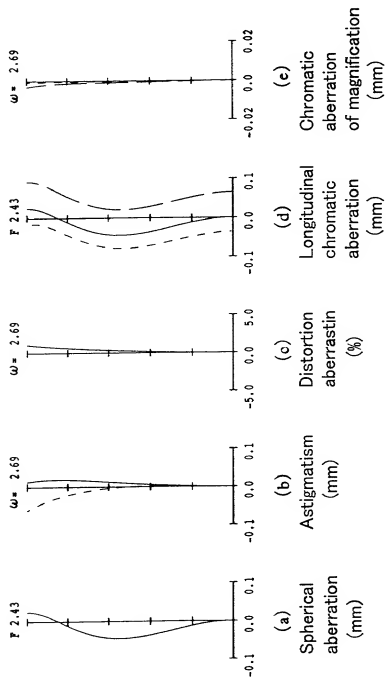 F 2.43
-0.1 0.0 0.1
(a)
Spherical
aberration
(mm)
ω= 2.69
-0.1 0.0 0.1
(b)
Astigmatism
(mm)
ω= 2.69
-5.0 0.0 5.0
(c)
Distortion
aberrastin
(%)
F 2.43
-0.1 0.0 0.1
(d)
Longitudinal
chromatic
aberration
(mm)
ω= 2.69
-0.02 0.0 0.02
(e)
Chromatic
aberration
of magnification
(mm)